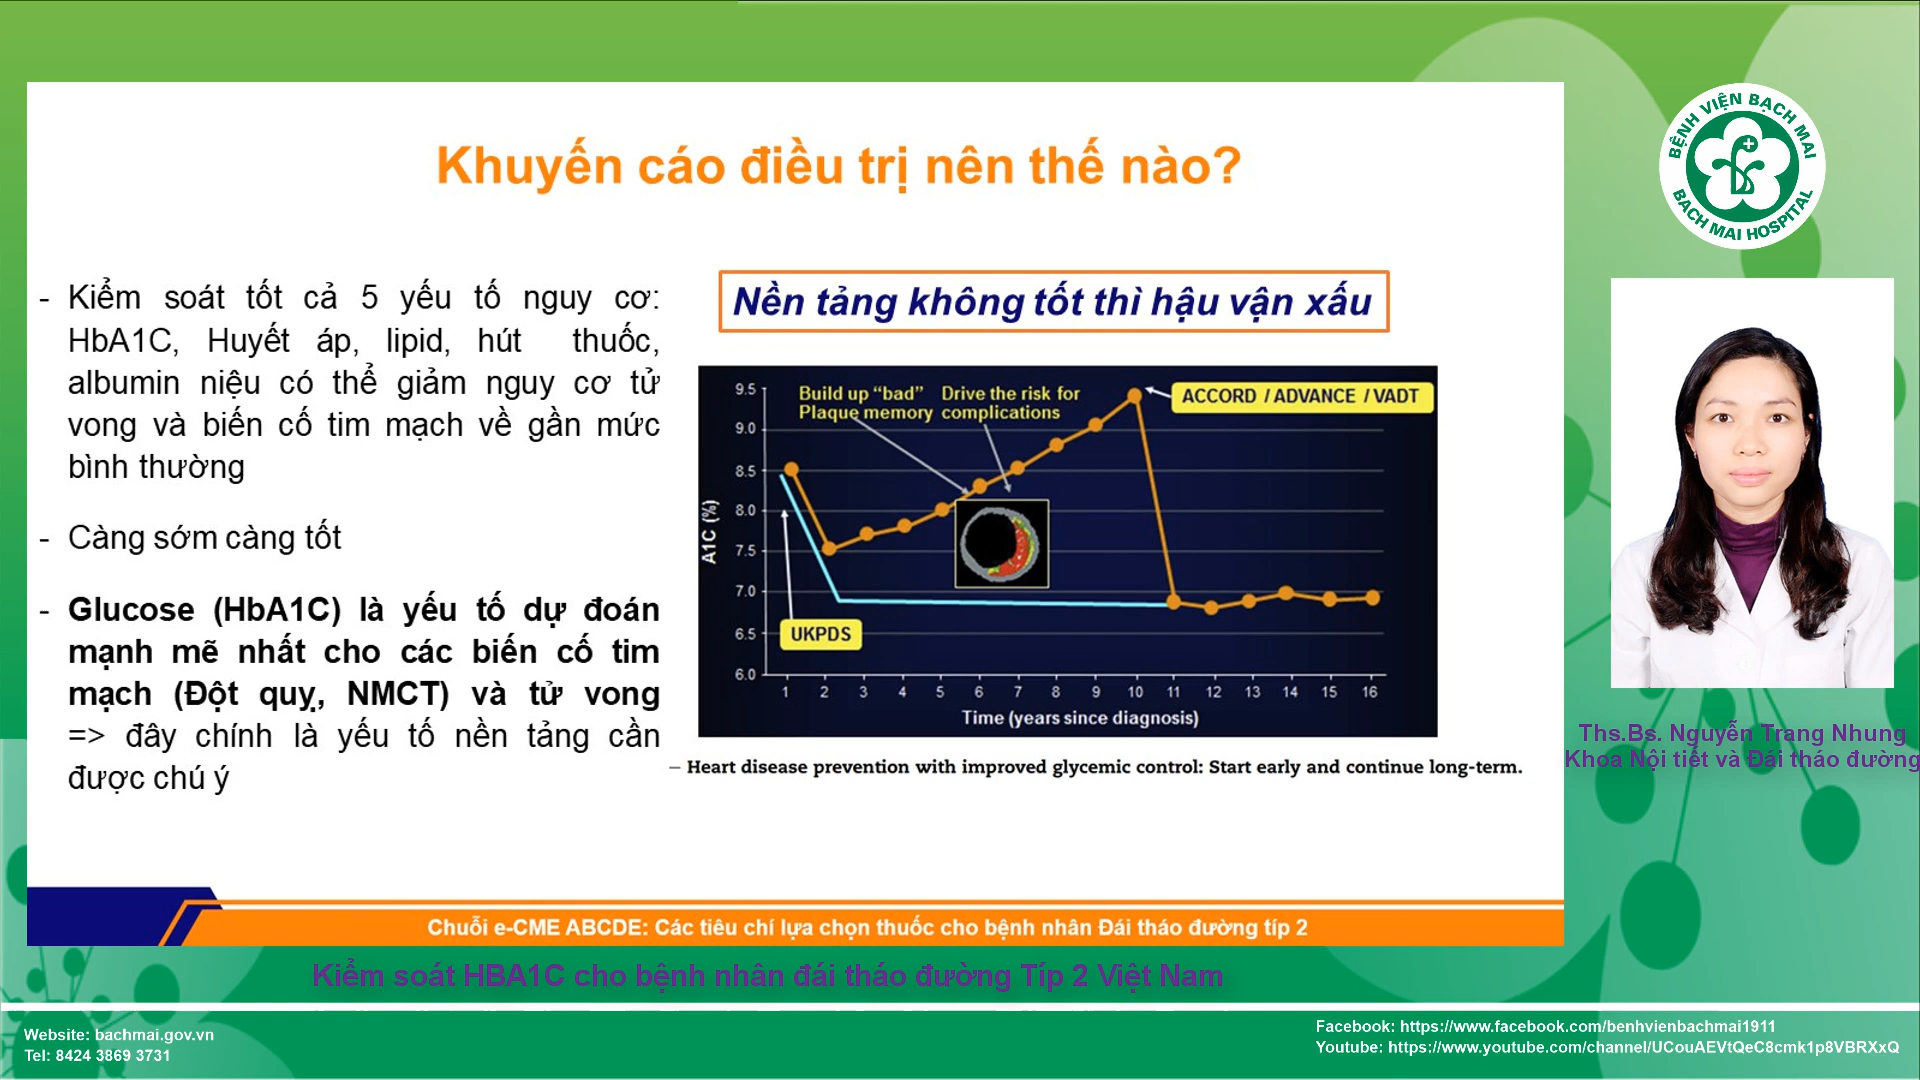 BỆNH VIỆN BẠCH MAI
BACH MAI HOSPITAL
Khuyến cáo điều trị nên thế nào?
- Kiểm soát tốt cả 5 yếu tố nguy cơ:
HbA1C, Huyết áp, lipid, hút thuốc,
albumin niệu có thể giảm nguy cơ tử
vong và biến cố tim mạch về gần mức
bình thường
- Càng sớm càng tốt
- Glucose (HbA1C) là yếu tố dự đoán
mạnh mẽ nhất cho các biến cố tim
mạch (Đột quỵ, NMCT) và tử vong
=> đây chính là yếu tố nền tảng cần
được chú ý
Nền tảng không tốt thì hậu vận xấu
Build up “bad”
Plaque memory
Drive the risk for
complications
ACCORD / ADVANCE / VADT
A1C (%)
9.5
9.0
8.5
8.0
7.5
7.0
6.5
6.0
UKPDS
1 2 3 4 5 6 7 8 9 10 11 12 13 14 15 16
Time (years since diagnosis)
– Heart disease prevention with improved glycemic control: Start early and continue long-term.
Ths.Bs. Nguyễn Trang Nhung
Khoa Nội tiết và Đái tháo đường
Chuỗi e-CME ABCDE: Các tiêu chí lựa chọn thuốc cho bệnh nhân Đái tháo đường típ 2
Kiểm soát HBA1C cho bệnh nhân đái tháo đường Típ 2 Việt Nam
Website: bachmai.gov.vn
Tel: 8424 3869 3731
Facebook: https://www.facebook.com/benhvienbachmai1911
Youtube: https://www.youtube.com/channel/UCouAEVtQeC8cmk1p8VBRXxQ